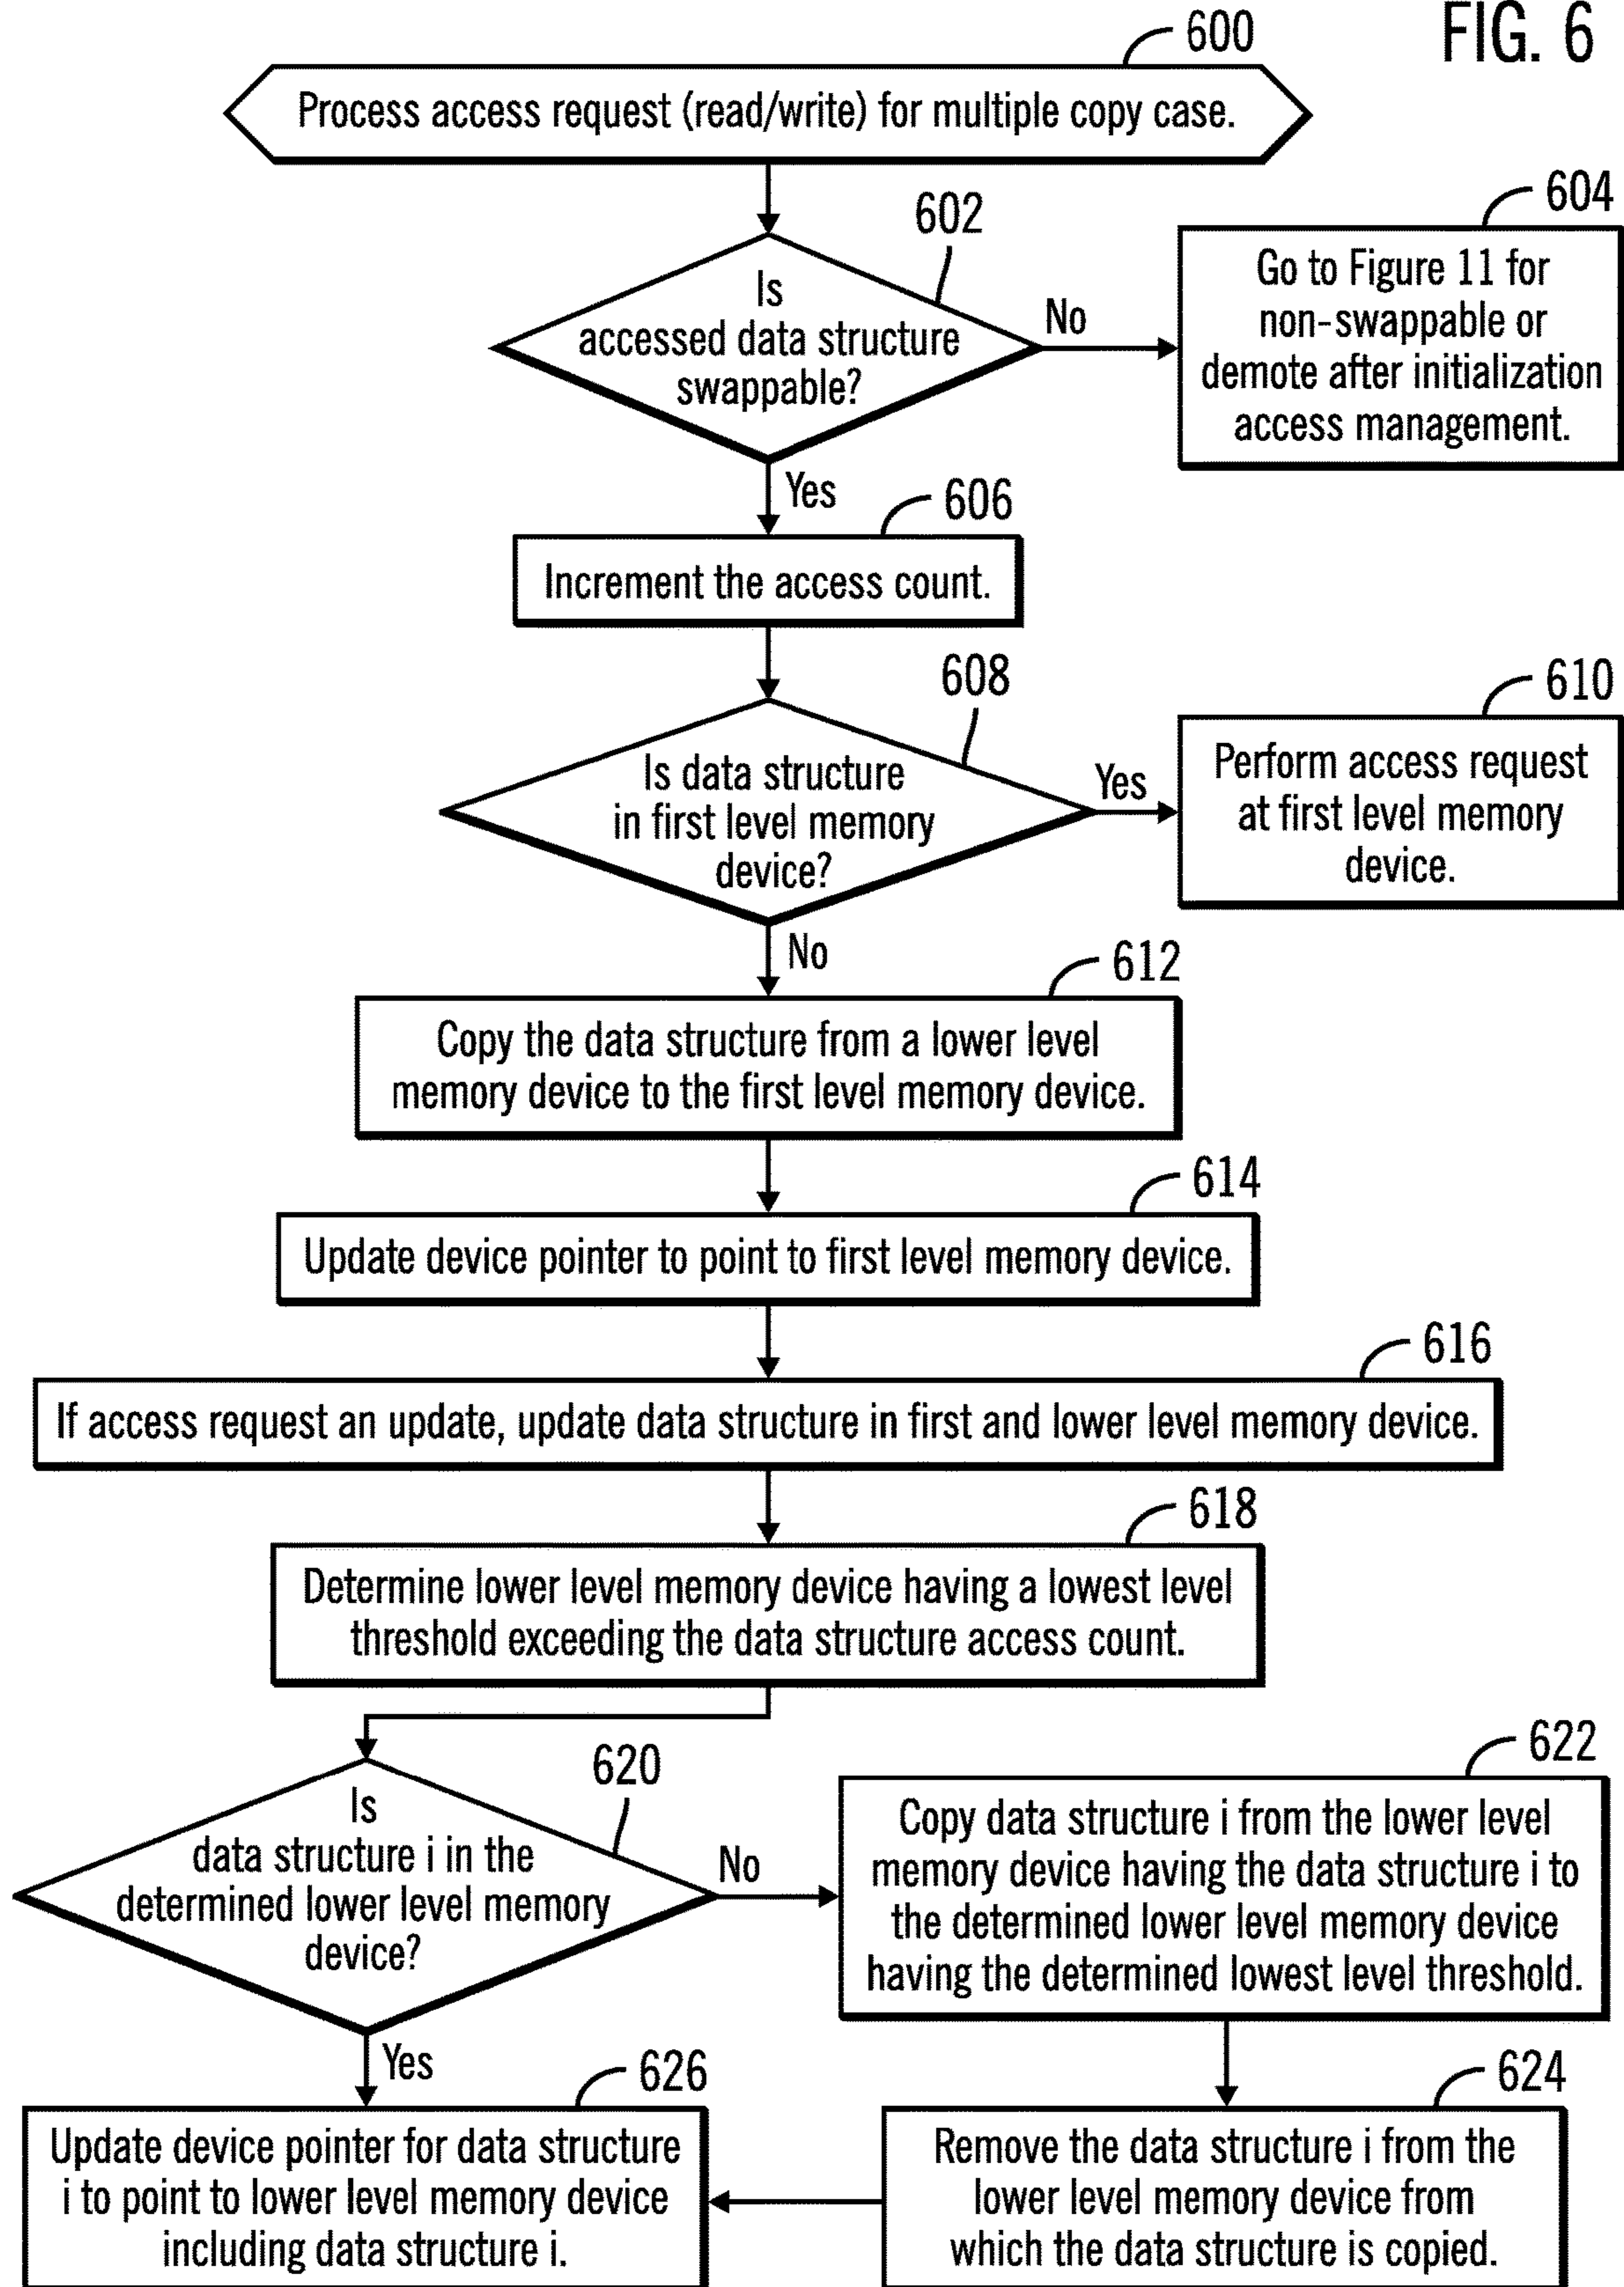 FIG. 6
600
Process access request (read/write) for multiple copy case.
602
Is
accessed data structure
swappable?
No
604
Go to Figure 11 for
non-swappable or
demote after initialization
access management.
Yes
606
Increment the access count.
608
Is data structure
in first level memory
device?
Yes
610
Perform access request
at first level memory
device.
No
612
Copy the data structure from a lower level
memory device to the first level memory device.
614
Update device pointer to point to first level memory device.
616
If access request an update, update data structure in first and lower level memory device.
618
Determine lower level memory device having a lowest level
threshold exceeding the data structure access count.
620
Is
data structure i in the
determined lower level memory
device?
No
622
Copy data structure i from the lower level
memory device having the data structure i to
the determined lower level memory device
having the determined lowest level threshold.
Yes
626
Update device pointer for data structure
i to point to lower level memory device
including data structure i.
624
Remove the data structure i from the
lower level memory device from
which the data structure is copied.